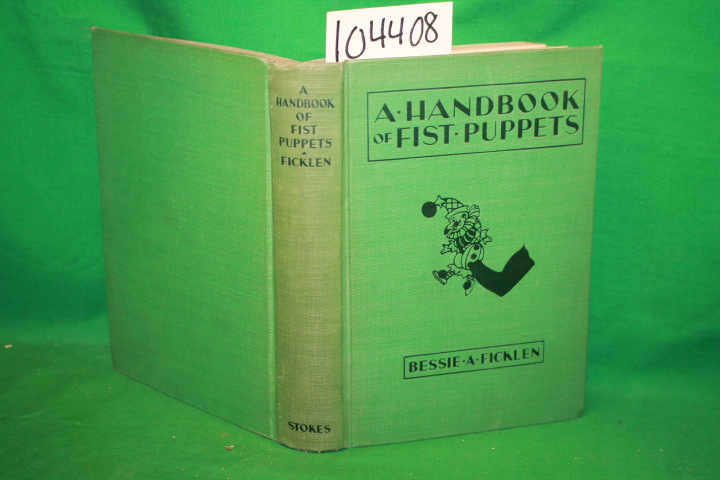 104408
A
HANDBOOK
OF
FIST
PUPPETS
FICKLEN
STOKES
A·HANDBOOK
OF FIST·PUPPETS
BESSIE·A·FICKLEN